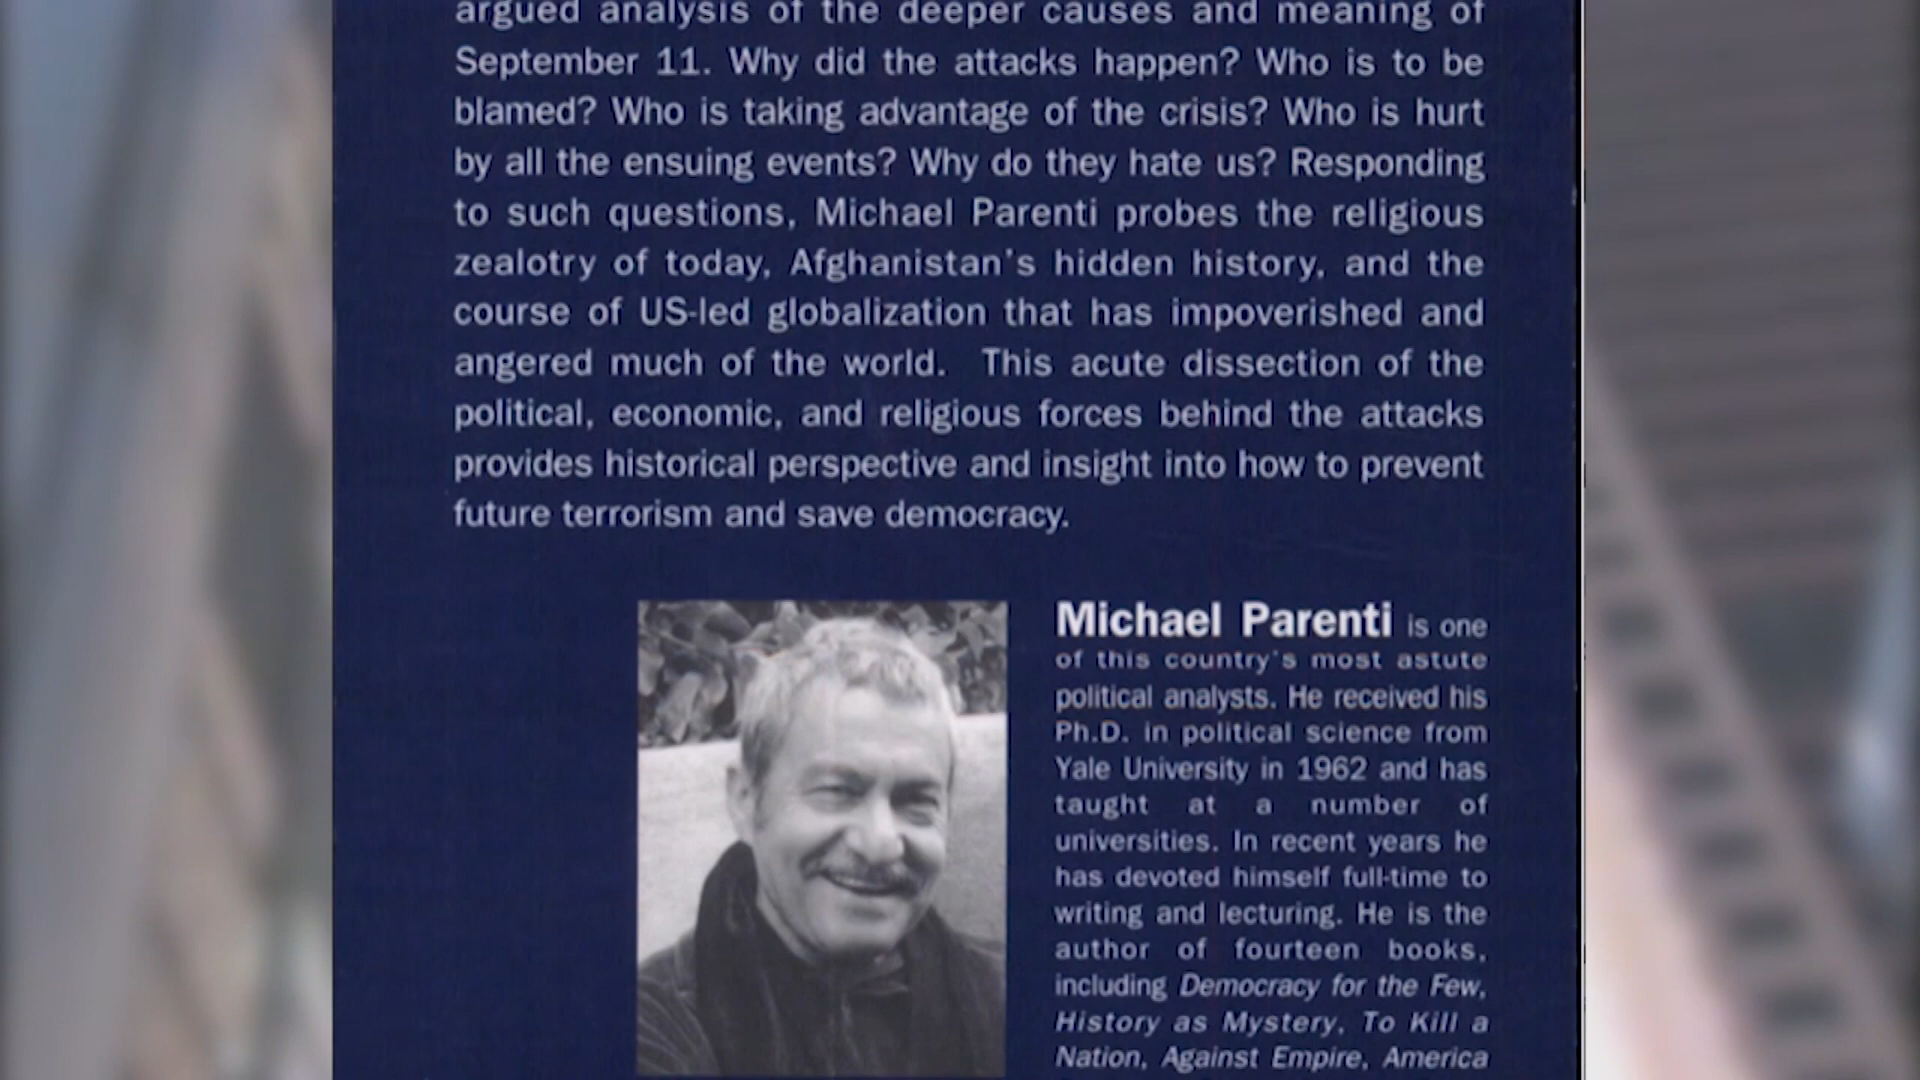 argued analysis of the deeper causes and meaning of
September 11. Why did the attacks happen? Who is to be
blamed? Who is taking advantage of the crisis? Who is hurt
by all the ensuing events? Why do they hate us? Responding
to such questions, Michael Parenti probes the religious
zealotry of today, Afghanistan's hidden history, and the
course of US-led globalization that has impoverished and
angered much of the world. This acute dissection of the
political, economic, and religious forces behind the attacks
provides historical perspective and insight into how to prevent
future terrorism and save democracy.
Michael Parenti is one
of this country's most astute
political analysts. He received his
Ph.D. in political science from
Yale University in 1962 and has
taught at a number of
universities. In recent years he
has devoted himself full-time to
writing and lecturing. He is the
author of fourteen books,
including Democracy for the Few,
History as Mystery, To Kill a
Nation, Against Empire, America